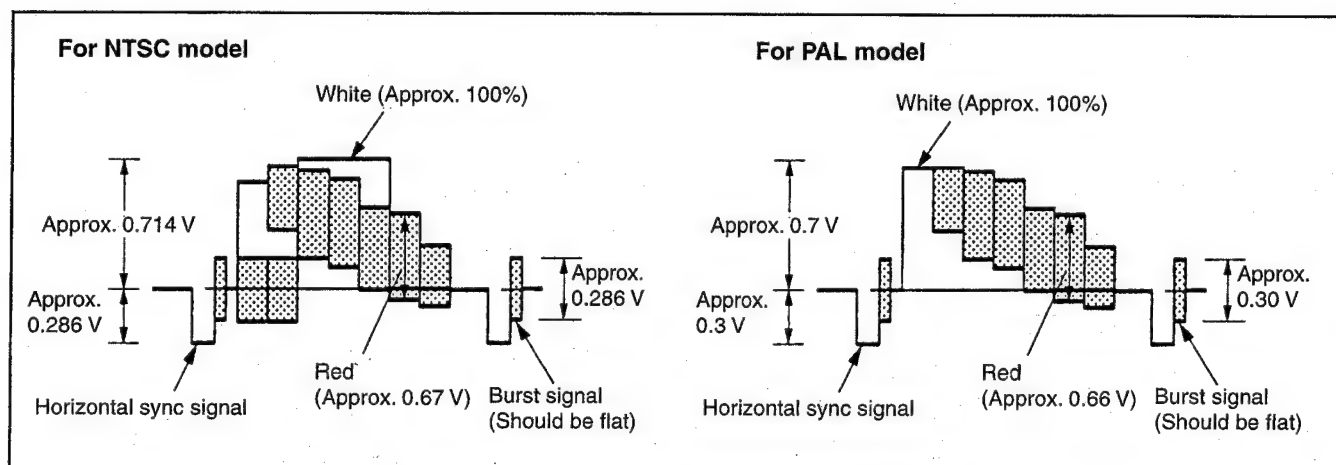 For NTSC model
White (Approx. 100%)
Approx. 0.714 V
Approx.
0.286 V
Approx.
0.286 V
Red
(Approx. 0.67 V)
Horizontal sync signal
Burst signal
(Should be flat)
For PAL model
White (Approx. 100%)
Approx. 0.7 V
Approx.
0.3 V
Approx.
0.30 V
Red
(Approx. 0.66 V)
Horizontal sync signal
Burst signal
(Should be flat)